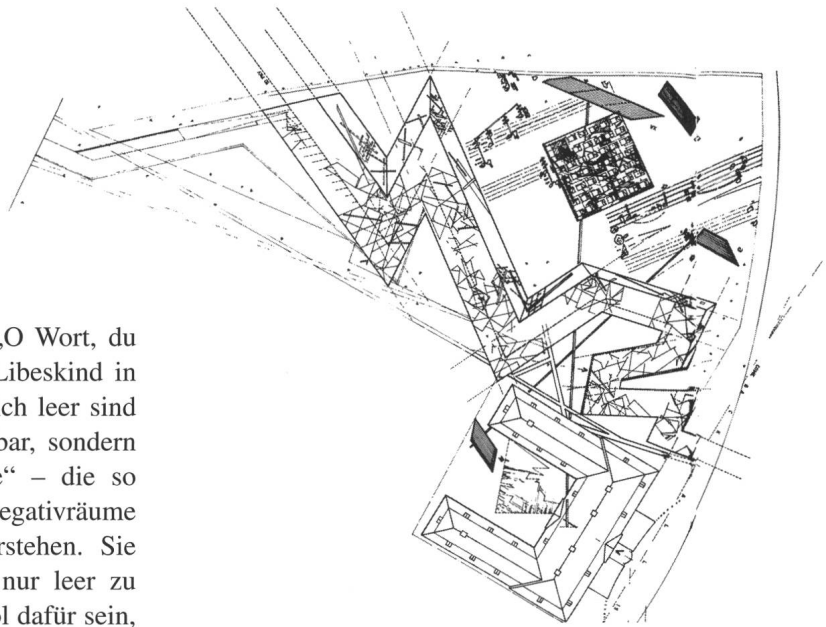 „O Wort, du
Libeskind in
ch leer sind
bar, sondern
e“ – die so
egativräume
rstehen. Sie
nur leer zu
ol dafür sein,